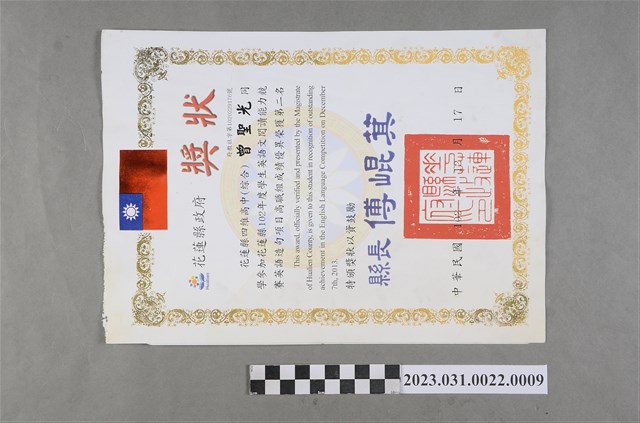 花蓮縣政府 獎狀
花蓮縣四維高中(綜合) 曾聖光 同
學參加花蓮縣102年度學生英語文閱讀能力競
賽英語造句項目高職組成績優異榮獲第二名
This award, officially verified and presented by the Magistrate
of Hualien County, is given to this student in recognition of outstanding
achievement in the English Language Competition on December
7th, 2013.
特頒獎狀以資鼓勵
縣長 傅崐萁
中華民國 月 17 日
2023.031.0022.0009